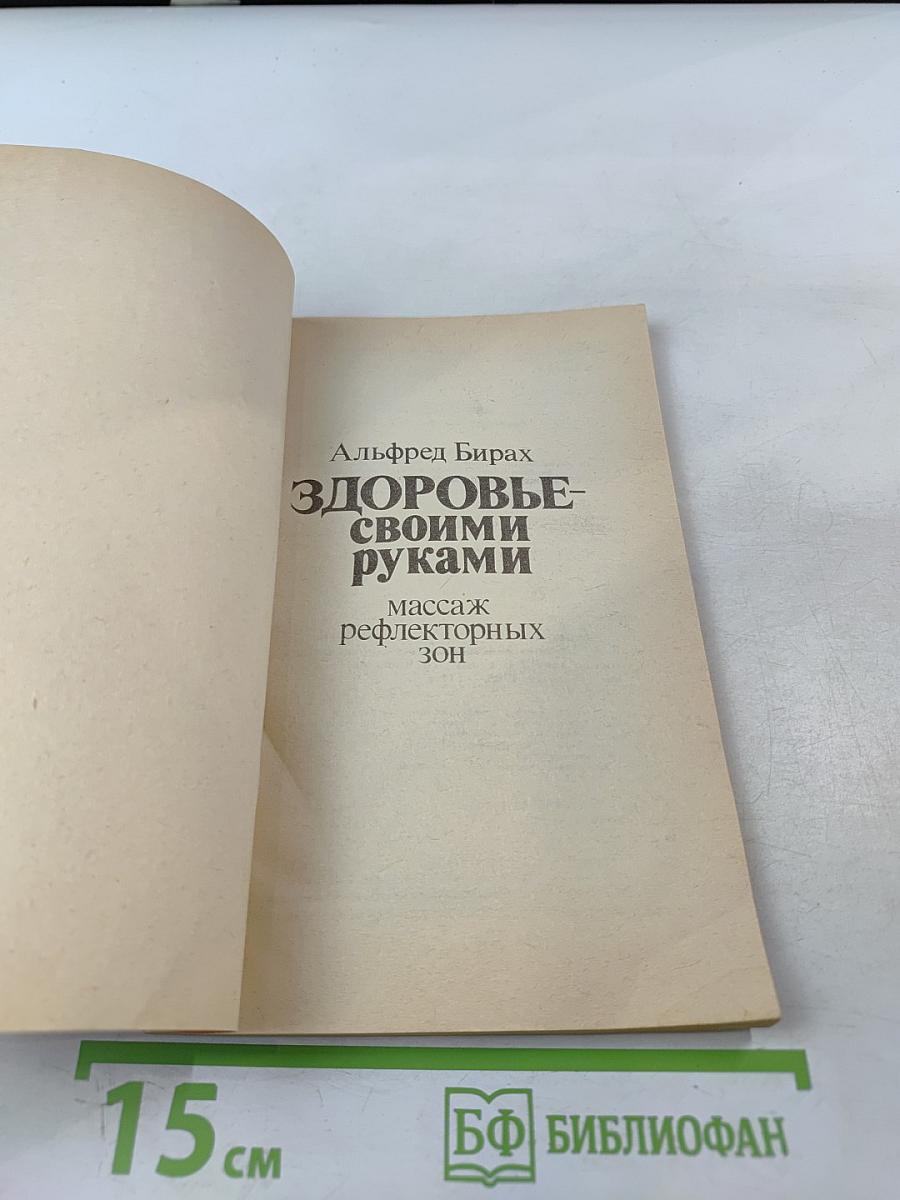 Альфред Бирах
ЗДОРОВЬЕ–
своими
руками
массаж
рефлекторных
зон
15 см
БФ БИБЛИОФАН